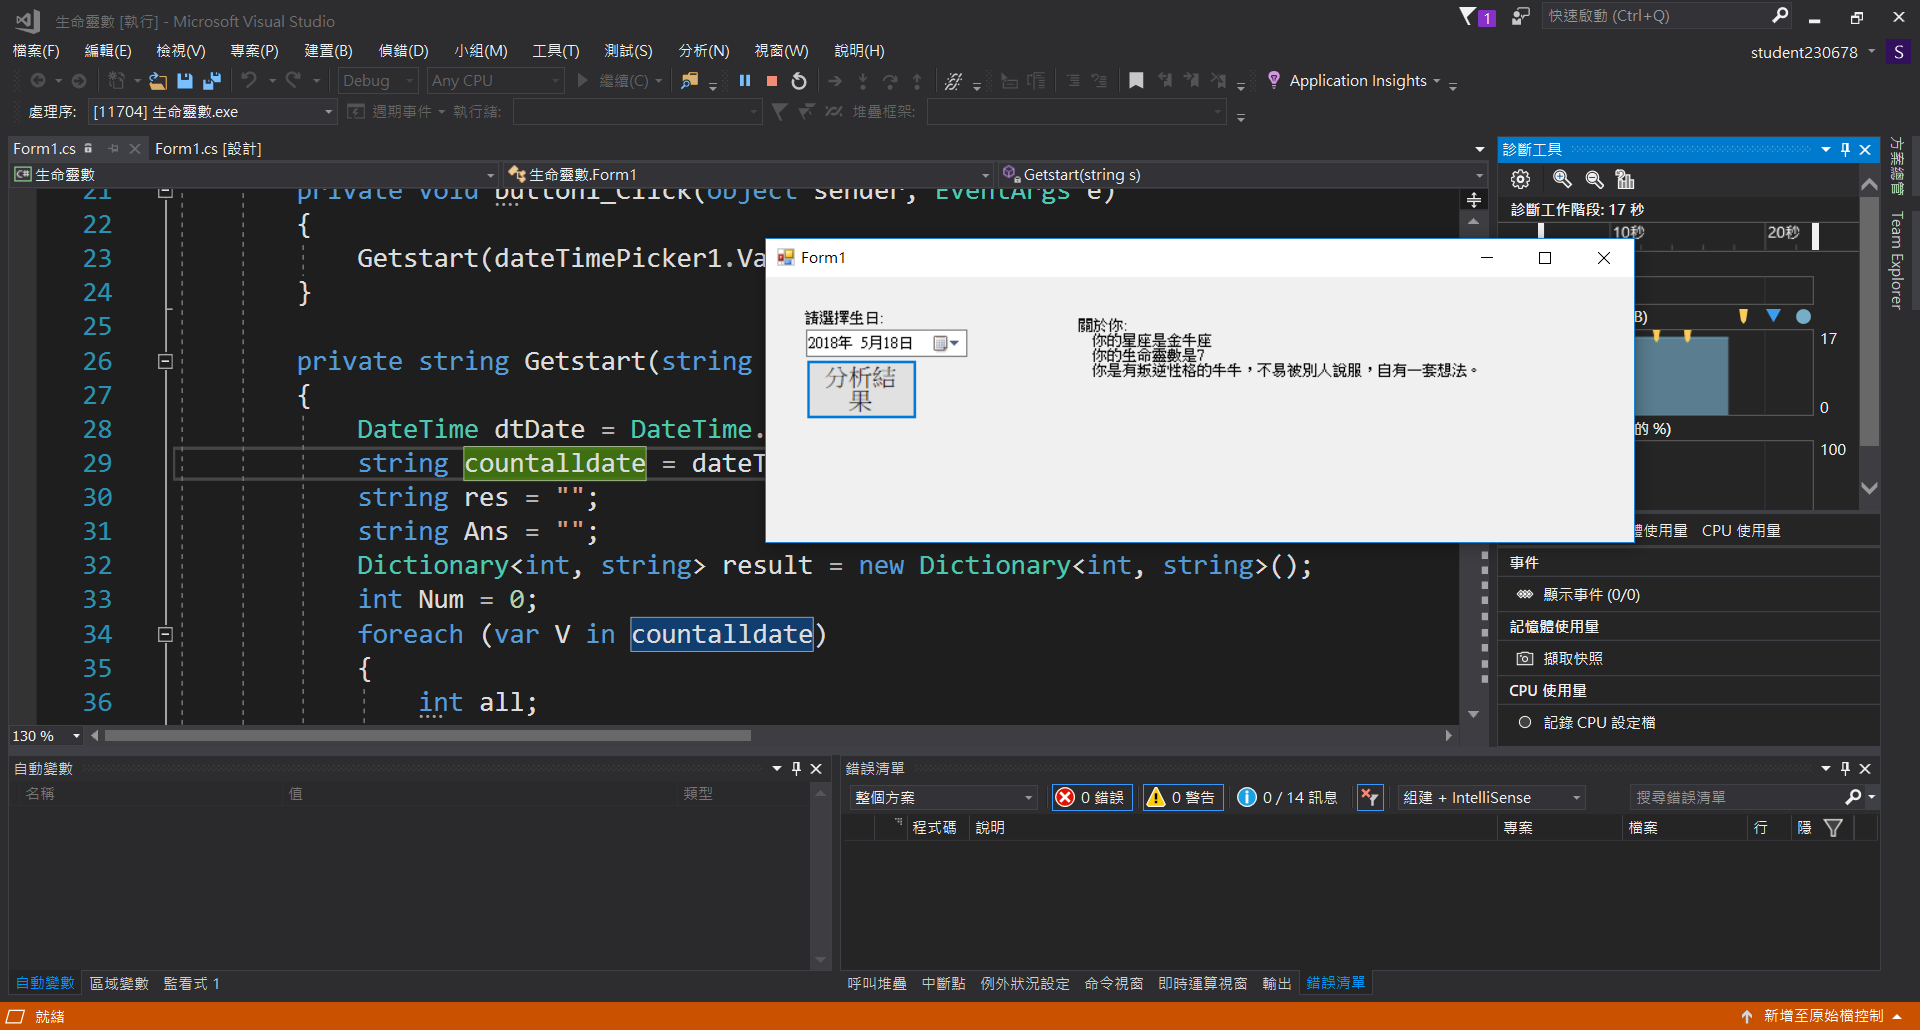 生命靈數 [執行] - Microsoft Visual Studio
1
快速啟動 (Ctrl+Q)
檔案(F) 編輯(E) 檢視(V) 專案(P) 建置(B) 偵錯(D) 小組(M) 工具(T) 測試(S) 分析(N) 視窗(W) 說明(H)
student230678 S
Debug Any CPU 繼續(C) Application Insights
處理序: [11704] 生命靈數.exe 週期事件 執行緒: 堆疊框架:
Form1.cs Form1.cs [設計]
C# 生命靈數 生命靈數.Form1 Getstart(string s)
21 private void button1_Click(object sender, EventArgs e)
22 {
23 Getstart(dateTimePicker1.Va
24 }
25
26 private string Getstart(string
27 {
28 DateTime dtDate = DateTime.
29 string countalldate = dateT
30 string res = "";
31 string Ans = "";
32 Dictionary<int, string> result = new Dictionary<int, string>();
33 int Num = 0;
34 foreach (var V in countalldate)
35 {
36 int all;
130 %
Form1
請選擇生日:
2018年 5月18日
分析結
果
關於你:
你的星座是金牛座
你的生命靈數是7
你是有叛逆性格的牛牛，不易被別人說服，自有一套想法。
診斷工具
診斷工作階段: 17 秒
10秒 20秒
B)
17
0
的 %)
100
體使用量 CPU 使用量
事件
顯示事件 (0/0)
記憶體使用量
擷取快照
CPU 使用量
記錄 CPU 設定檔
方案總管
Team Explorer
自動變數
名稱 值 類型
自動變數 區域變數 監看式 1
錯誤清單
整個方案 0 錯誤 0 警告 0 / 14 訊息 組建 + IntelliSense 搜尋錯誤清單
程式碼 說明 專案 檔案 行 隱
呼叫堆疊 中斷點 例外狀況設定 命令視窗 即時運算視窗 輸出 錯誤清單
就緒 新增至原始檔控制